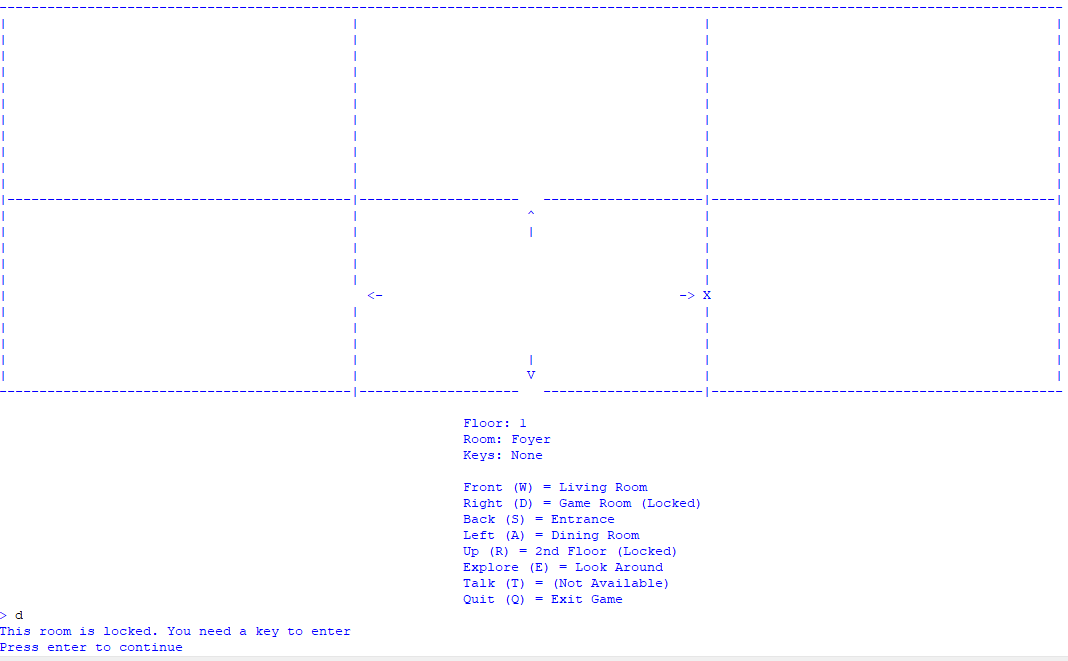 ^
<-
-> X
V
Floor: 1
Room: Foyer
Keys: None
Front (W) = Living Room
Right (D) = Game Room (Locked)
Back (S) = Entrance
Left (A) = Dining Room
Up (R) = 2nd Floor (Locked)
Explore (E) = Look Around
Talk (T) = (Not Available)
Quit (Q) = Exit Game
> d
This room is locked. You need a key to enter
Press enter to continue